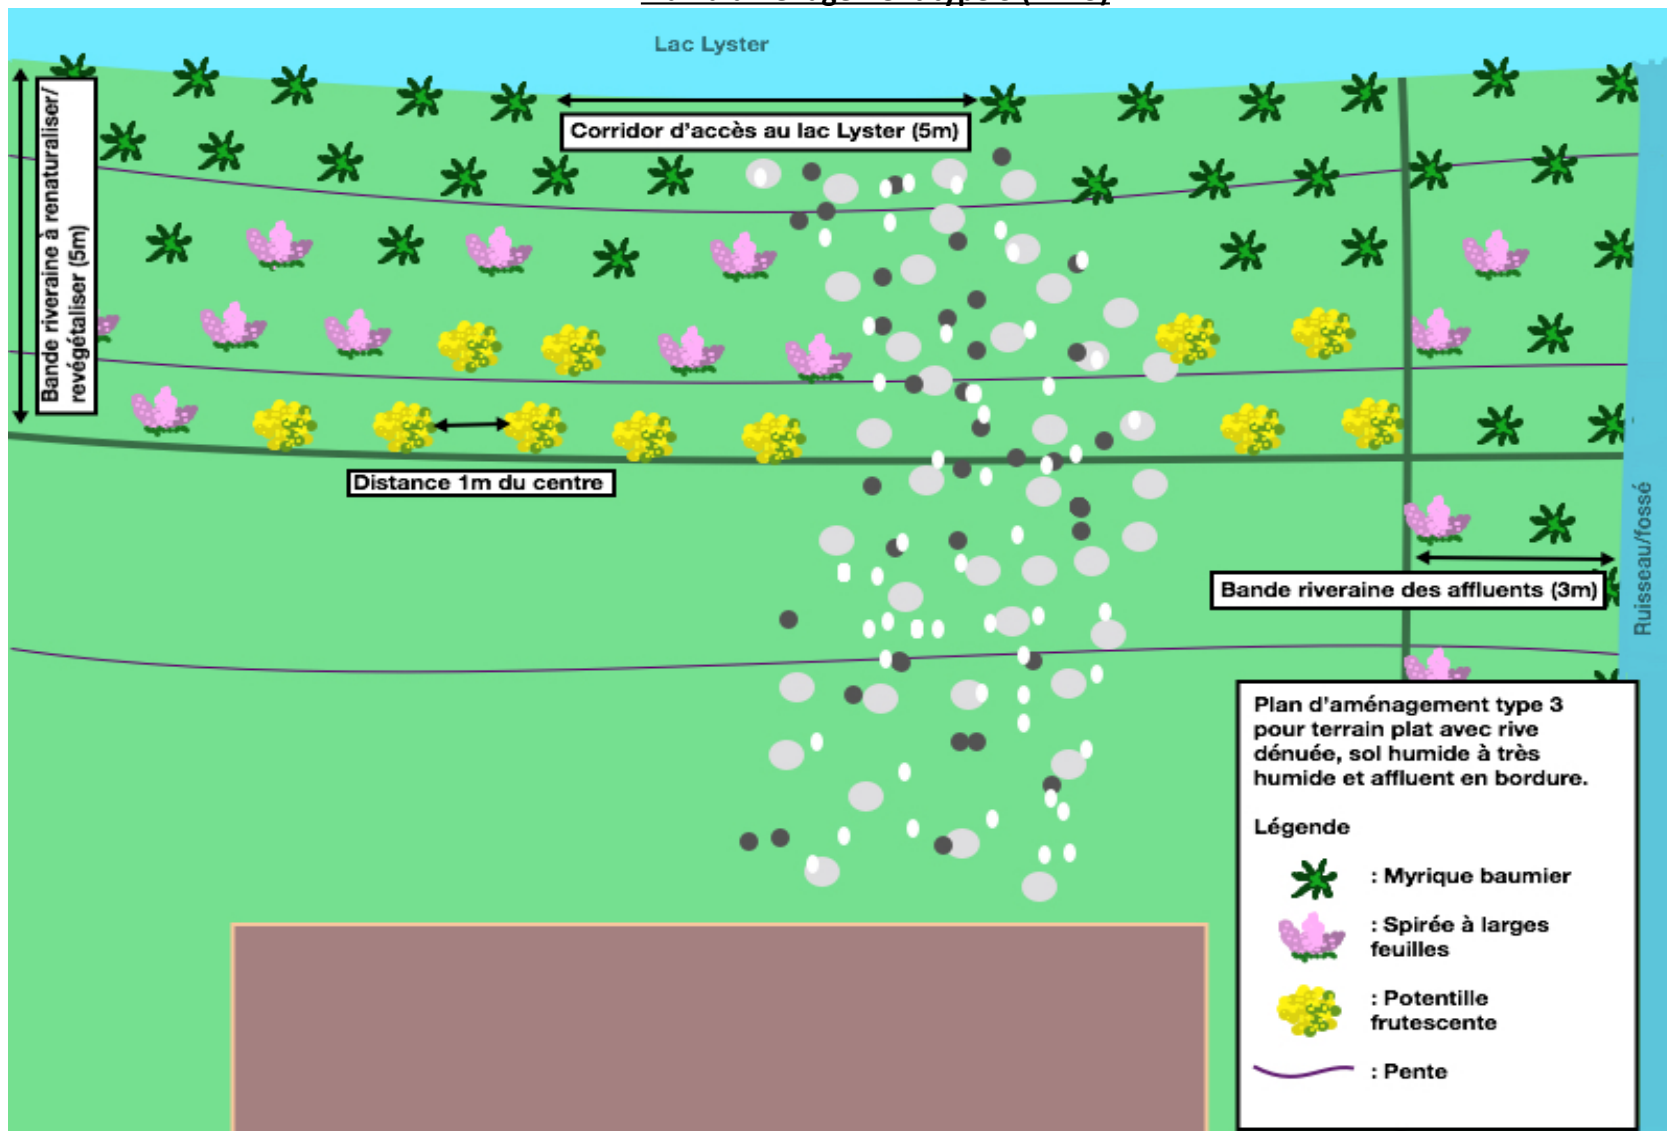 Lac Lyster
Bande riveraine à renaturaliser/
revégétaliser (5m)
Corridor d'accès au lac Lyster (5m)
Distance 1m du centre
Bande riveraine des affluents (3m)
Ruisseau/fossé
Plan d'aménagement type 3
pour terrain plat avec rive
dénuée, sol humide à très
humide et affluent en bordure.
Légende
: Myrique baumier
: Spirée à larges
feuilles
: Potentille
frutescente
: Pente